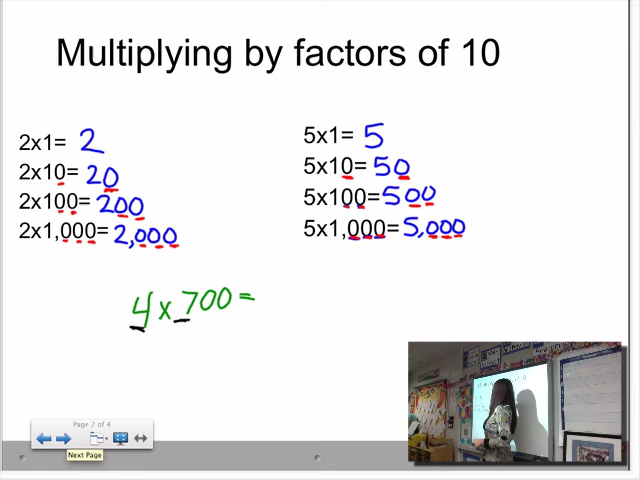 Multiplying by factors of 10
2x1= 2
2x10= 20
2x100= 200
2x1,000= 2,000
5x1= 5
5x10= 50
5x100= 500
5x1,000= 5,000
4 x 700 =
Page 2 of 4
Next Page